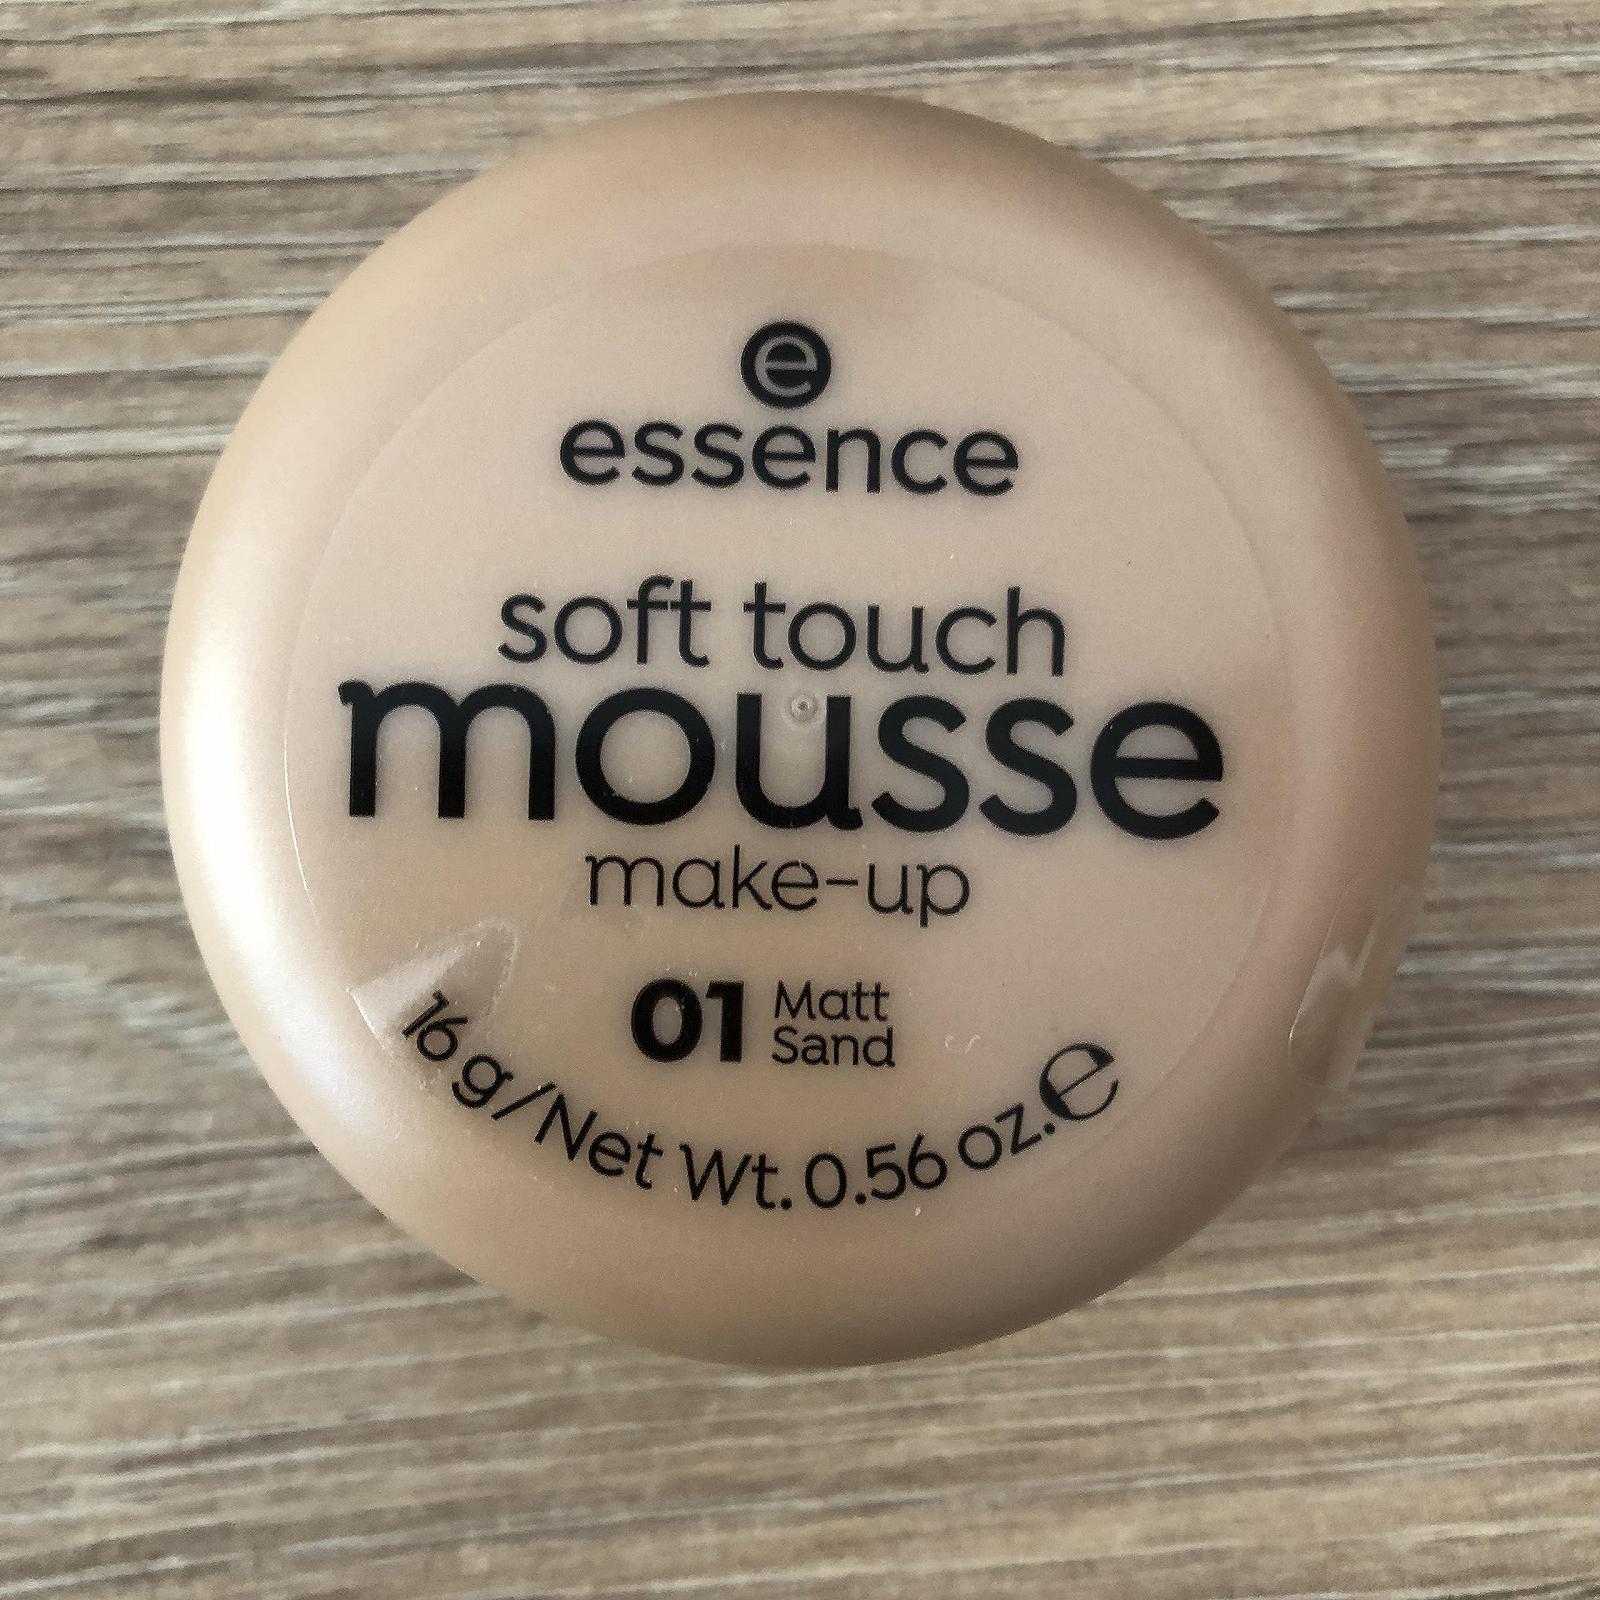 e
essence
soft touch
mousse
make-up
01 Matt
Sand
16 g/Net Wt. 0.56 oz. ℮